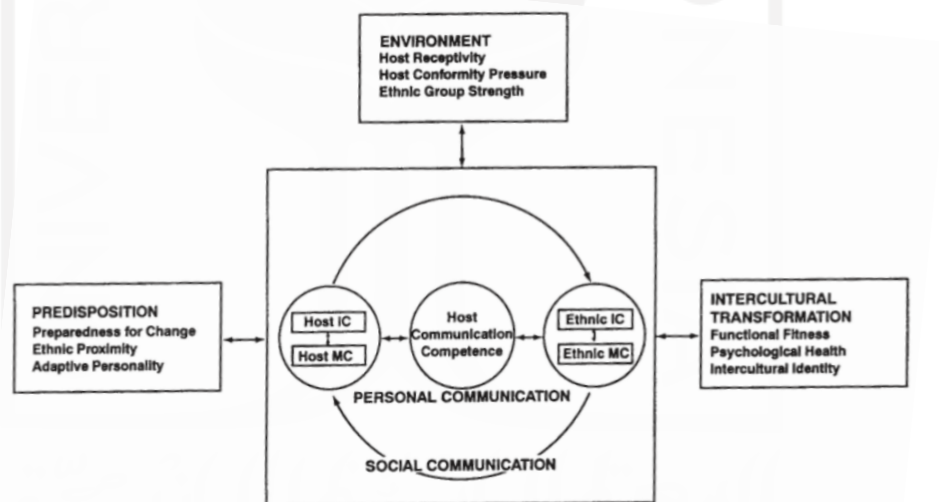 ENVIRONMENT
Host Receptivity
Host Conformity Pressure
Ethnic Group Strength
PREDISPOSITION
Preparedness for Change
Ethnic Proximity
Adaptive Personality
Host IC
Host MC
Host
Communication
Competence
Ethnic IC
Ethnic MC
PERSONAL COMMUNICATION
SOCIAL COMMUNICATION
INTERCULTURAL
TRANSFORMATION
Functional Fitness
Psychological Health
Intercultural Identity